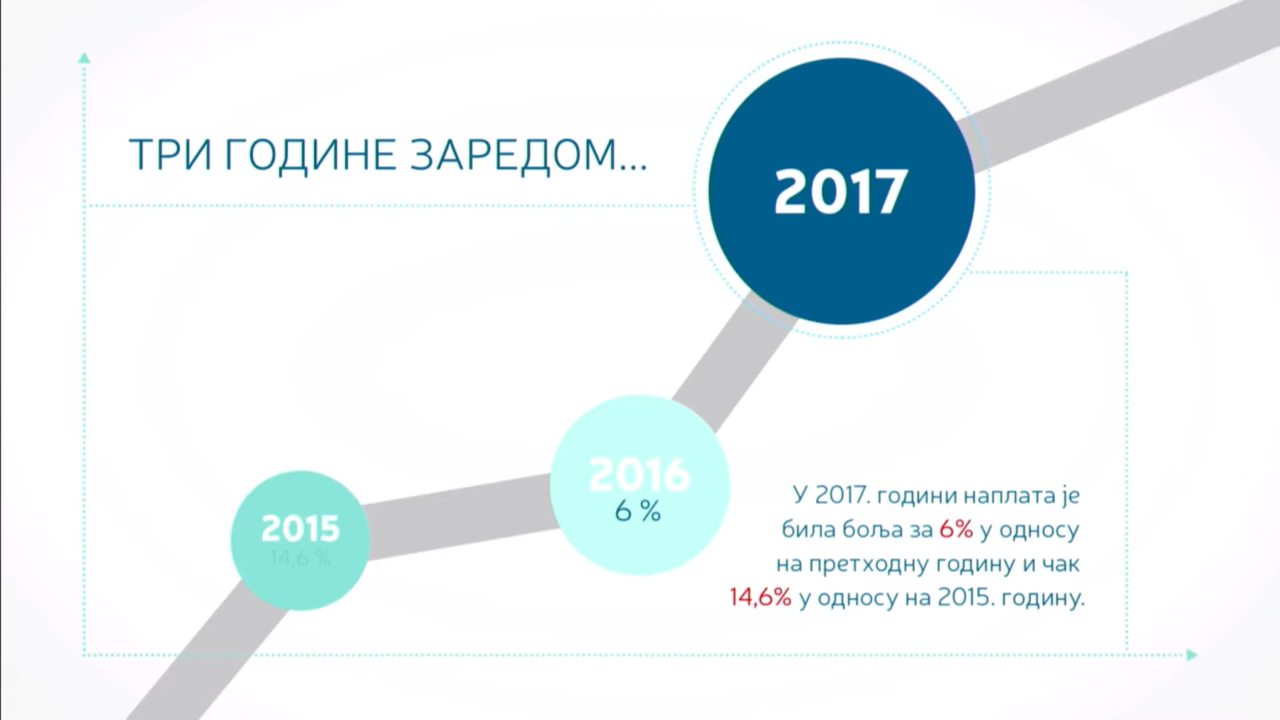 ТРИ ГОДИНЕ ЗАРЕДОМ...
2017
2016
6 %
2015
14,6 %
У 2017. години наплата је
била боља за 6% у односу
на претходну годину и чак
14,6% у односу на 2015. годину.